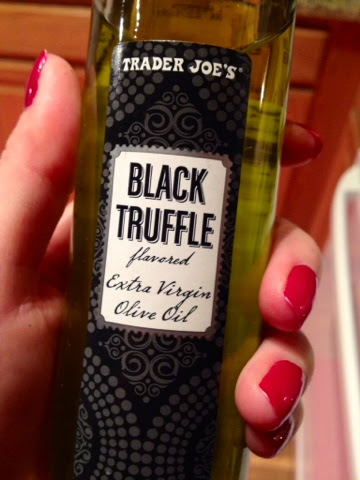 TRADER JOE'S®
BLACK
TRUFFLE
flavored
Extra Virgin
Olive Oil